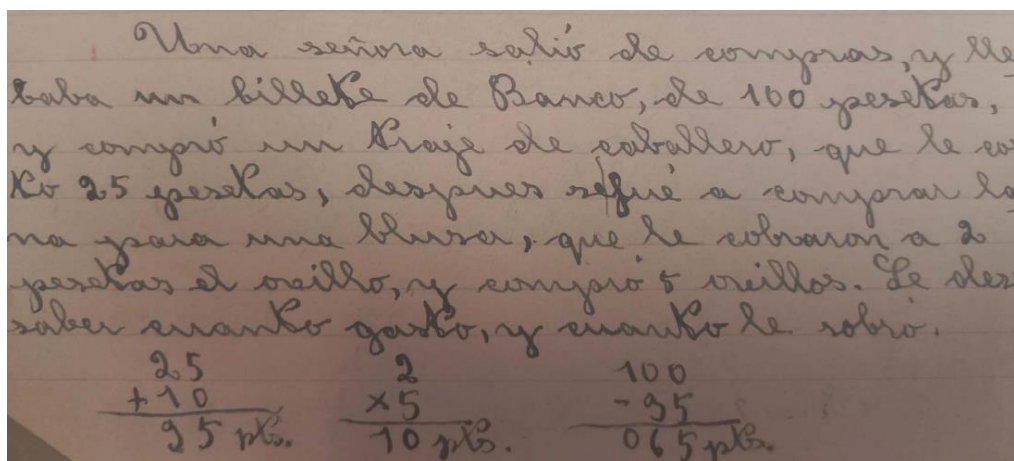 Una señora salió de compras, y lle
baba un billete de Banco, de 100 pesetas,
y compró un traje de caballero, que le cos
to 25 pesetas, despues se fué a comprar la
na para una blusa, que le cobraron a 2
pesetas el ovillo, y compró 5 ovillos. Se des
saber cuanto gasto, y cuanto le sobró.
25 2 100
+10 ×5 -35
35 pts. 10 pts. 065 pts.